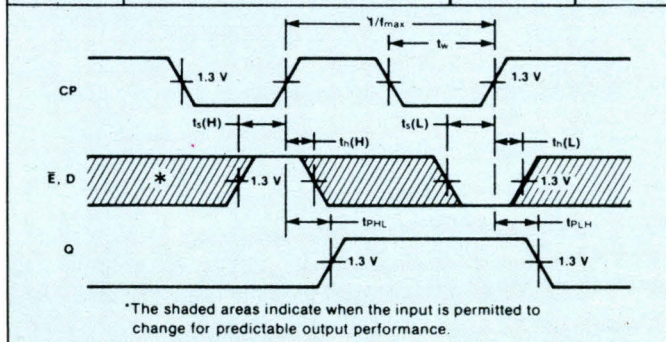 1/fmax
tw
CP
1.3 V
1.3 V
ts(H)
th(H)
ts(L)
th(L)
E̅, D
*
1.3 V
1.3 V
tPHL
tPLH
Q
1.3 V
1.3 V
*The shaded areas indicate when the input is permitted to
change for predictable output performance.